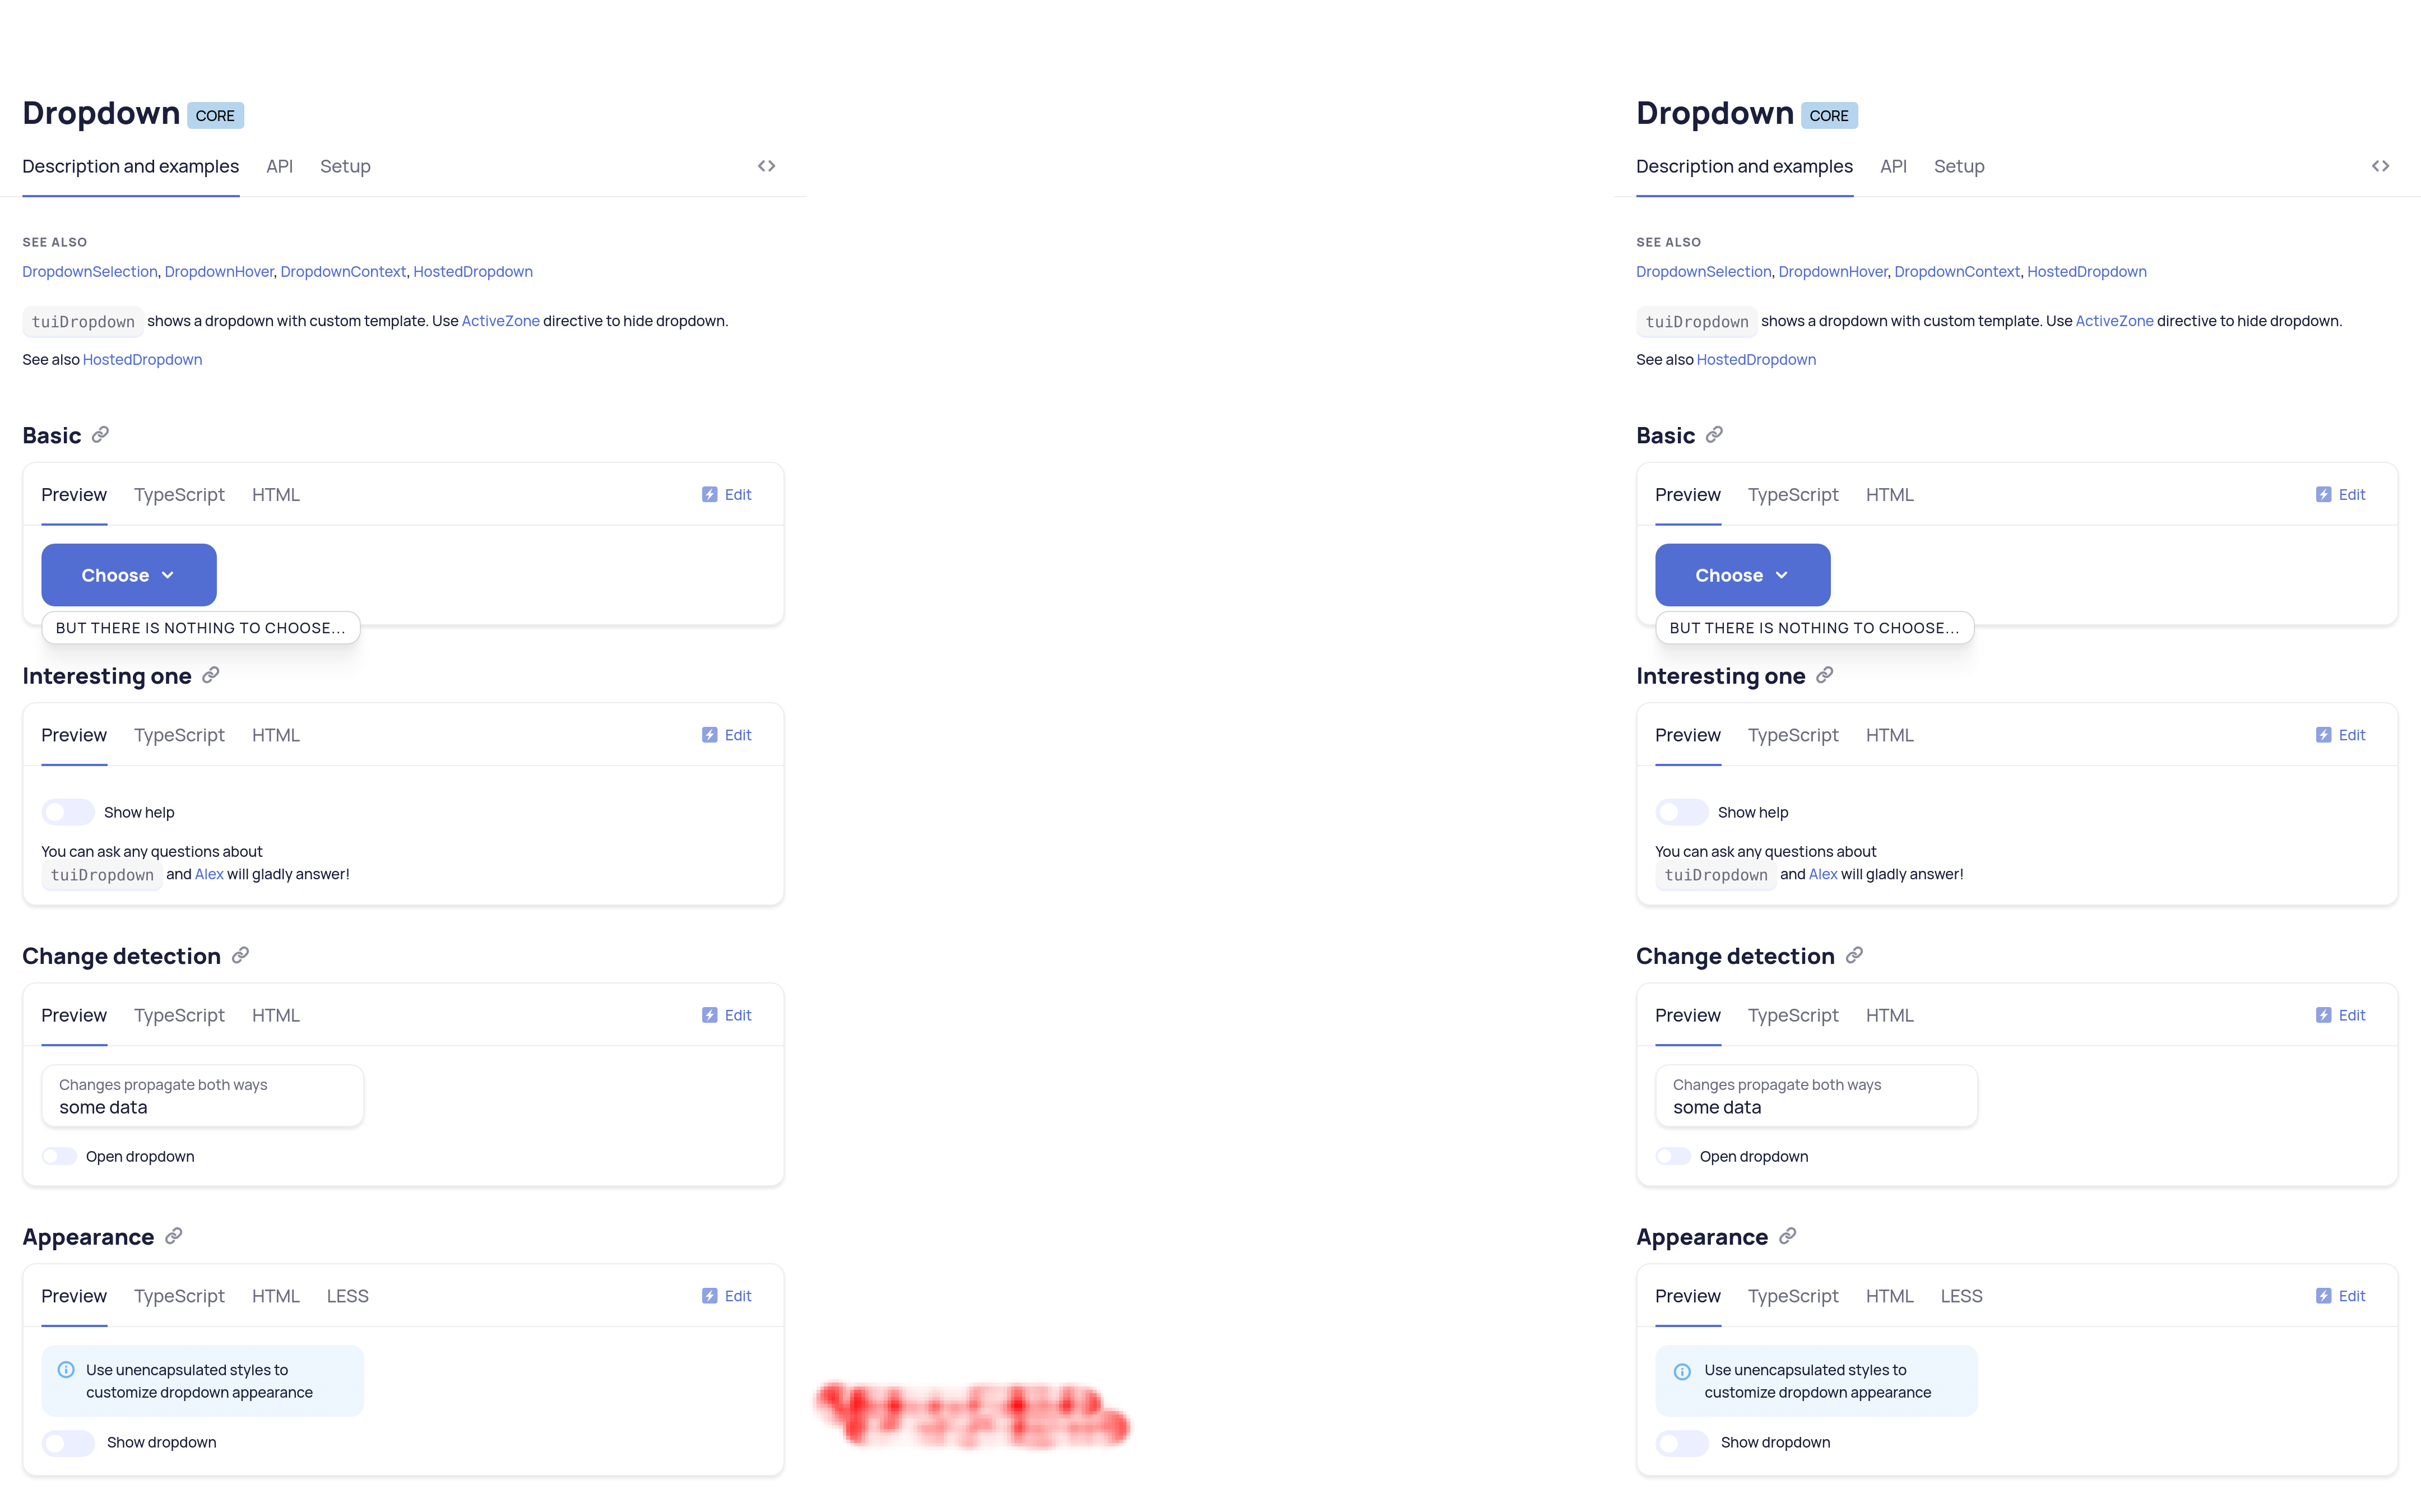 Dropdown CORE
Description and examples API Setup
SEE ALSO
DropdownSelection, DropdownHover, DropdownContext, HostedDropdown
tuiDropdown shows a dropdown with custom template. Use ActiveZone directive to hide dropdown.
See also HostedDropdown
Basic
Preview TypeScript HTML Edit
Choose
BUT THERE IS NOTHING TO CHOOSE...
Interesting one
Preview TypeScript HTML Edit
Show help
You can ask any questions about
tuiDropdown and Alex will gladly answer!
Change detection
Preview TypeScript HTML Edit
Changes propagate both ways
some data
Open dropdown
Appearance
Preview TypeScript HTML LESS Edit
Use unencapsulated styles to
customize dropdown appearance
Show dropdown
Dropdown CORE
Description and examples API Setup
SEE ALSO
DropdownSelection, DropdownHover, DropdownContext, HostedDropdown
tuiDropdown shows a dropdown with custom template. Use ActiveZone directive to hide dropdown.
See also HostedDropdown
Basic
Preview TypeScript HTML Edit
Choose
BUT THERE IS NOTHING TO CHOOSE...
Interesting one
Preview TypeScript HTML Edit
Show help
You can ask any questions about
tuiDropdown and Alex will gladly answer!
Change detection
Preview TypeScript HTML Edit
Changes propagate both ways
some data
Open dropdown
Appearance
Preview TypeScript HTML LESS Edit
Use unencapsulated styles to
customize dropdown appearance
Show dropdown